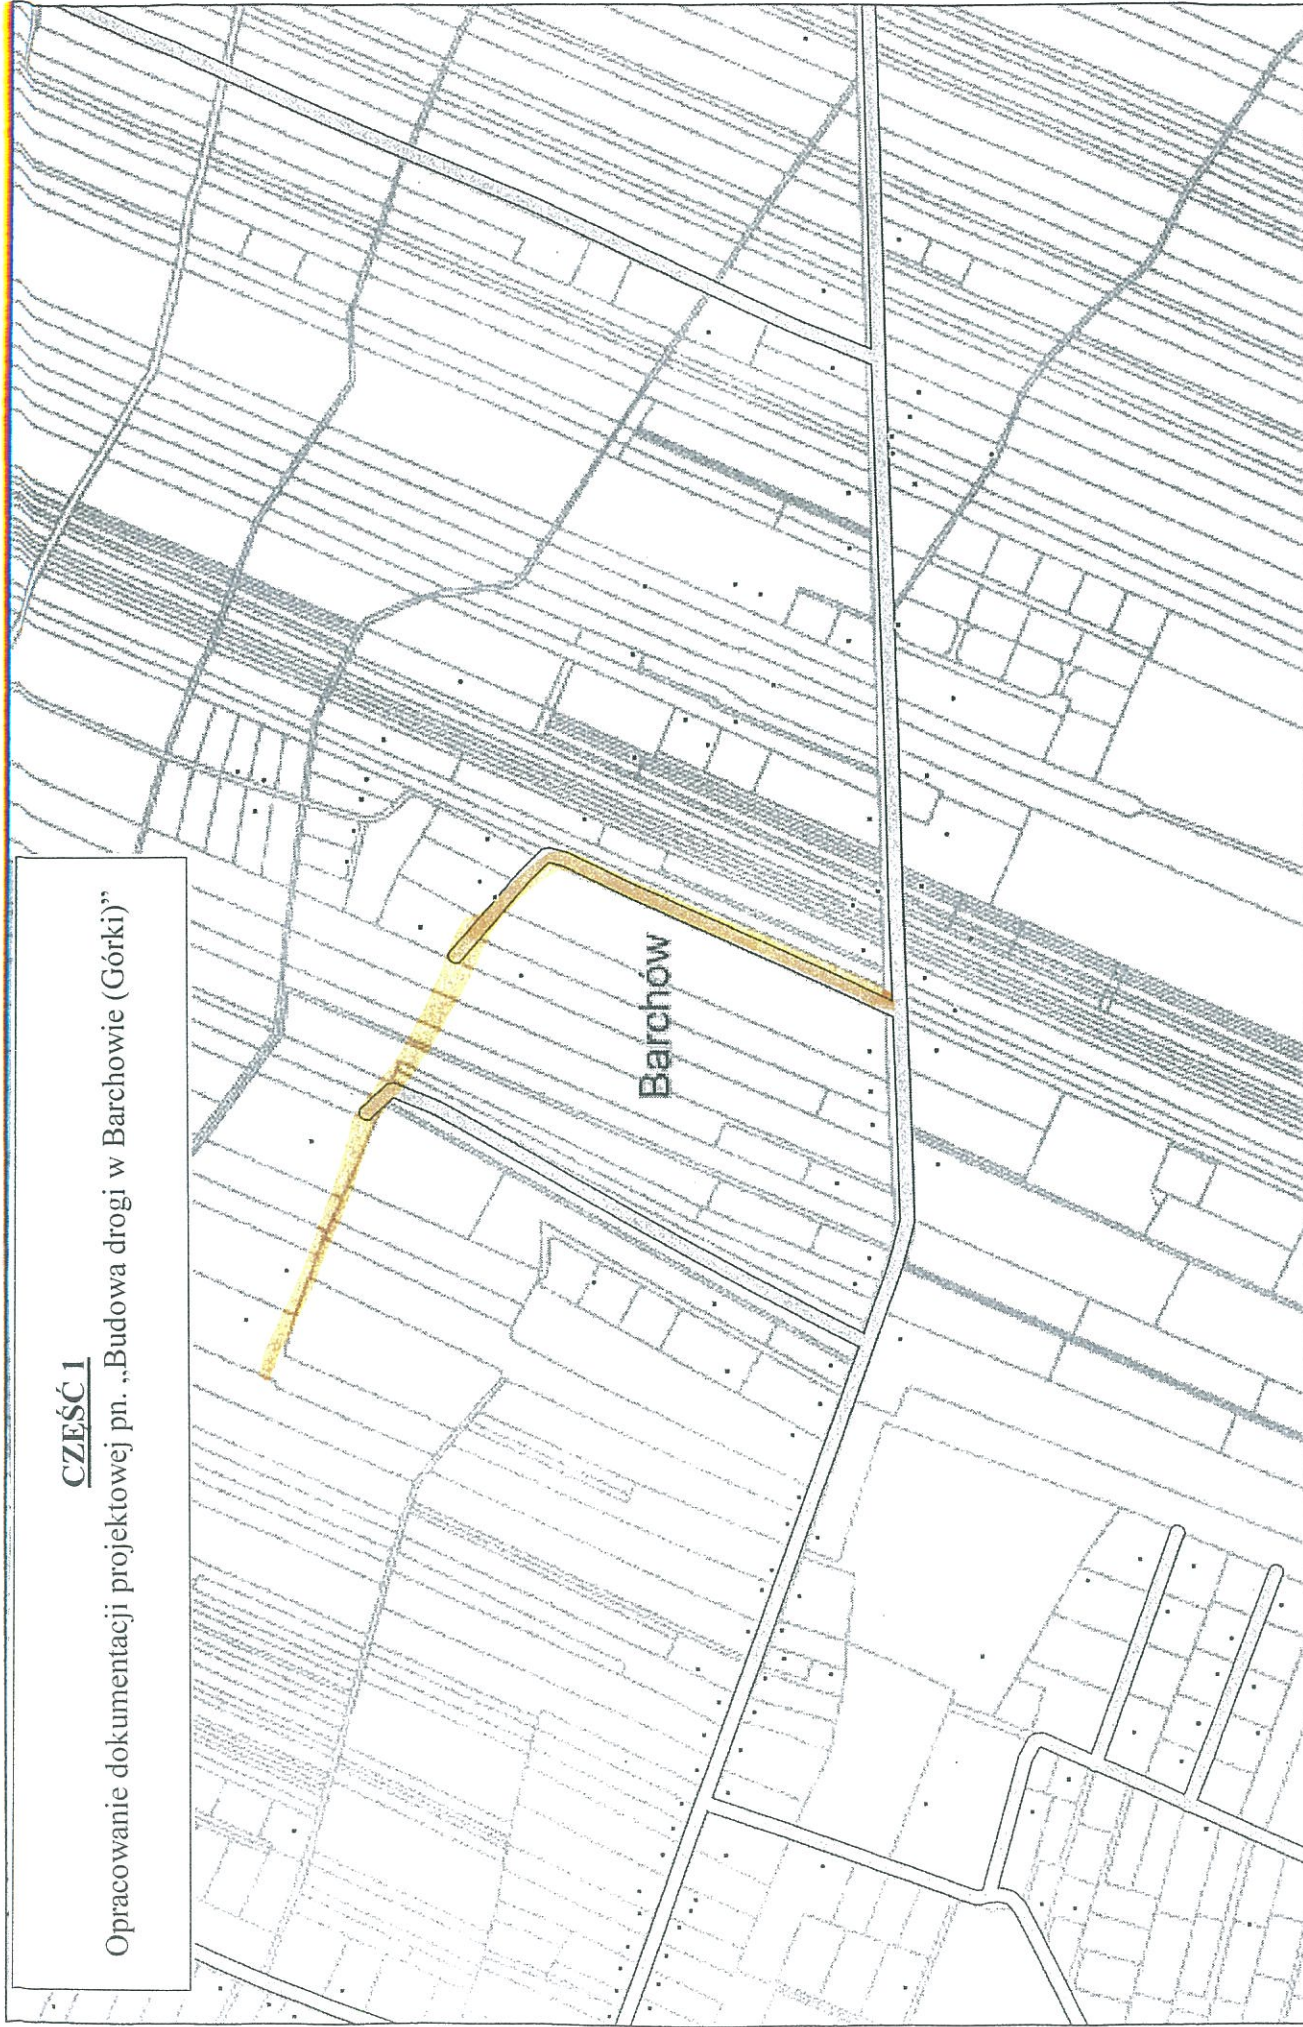 CZĘŚĆ 1
Opracowanie dokumentacji projektowej pn. „Budowa drogi w Barchowie (Górki)”
Barchów